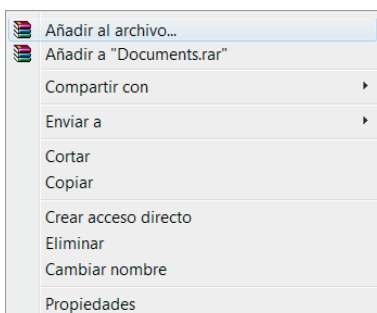 Añadir al archivo...
Añadir a "Documents.rar"
Compartir con
Enviar a
Cortar
Copiar
Crear acceso directo
Eliminar
Cambiar nombre
Propiedades